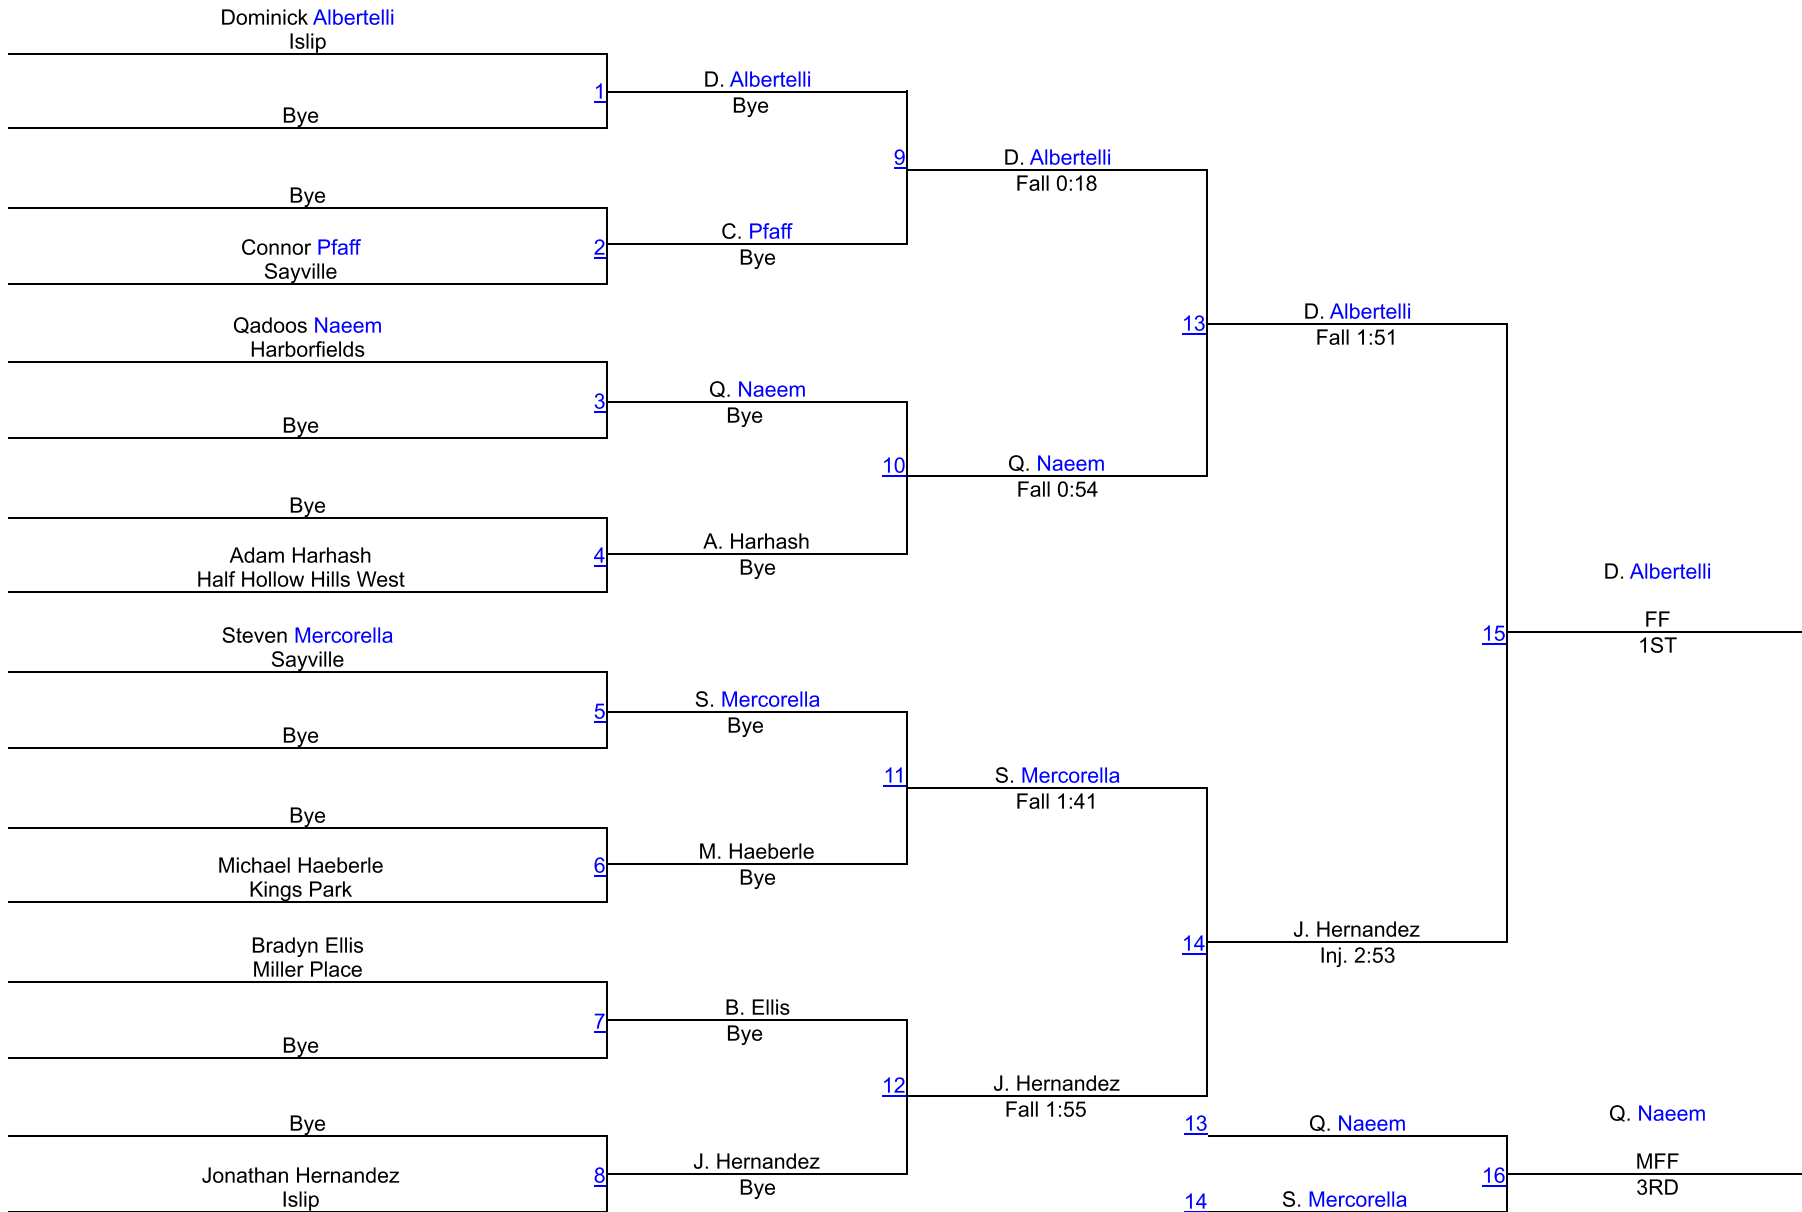 Dominick Albertelli
Islip
Bye
1
D. Albertelli
Bye
Bye
Connor Pfaff
Sayville
2
C. Pfaff
Bye
9
D. Albertelli
Fall 0:18
Qadoos Naeem
Harborfields
Bye
3
Q. Naeem
Bye
Bye
Adam Harhash
Half Hollow Hills West
4
A. Harhash
Bye
10
Q. Naeem
Fall 0:54
13
D. Albertelli
Fall 1:51
Steven Mercorella
Sayville
Bye
5
S. Mercorella
Bye
Bye
Michael Haeberle
Kings Park
6
M. Haeberle
Bye
11
S. Mercorella
Fall 1:41
Bradyn Ellis
Miller Place
Bye
7
B. Ellis
Bye
Bye
Jonathan Hernandez
Islip
8
J. Hernandez
Bye
12
J. Hernandez
Fall 1:55
14
J. Hernandez
Inj. 2:53
15
D. Albertelli
FF
1ST
13
Q. Naeem
14
S. Mercorella
16
Q. Naeem
MFF
3RD